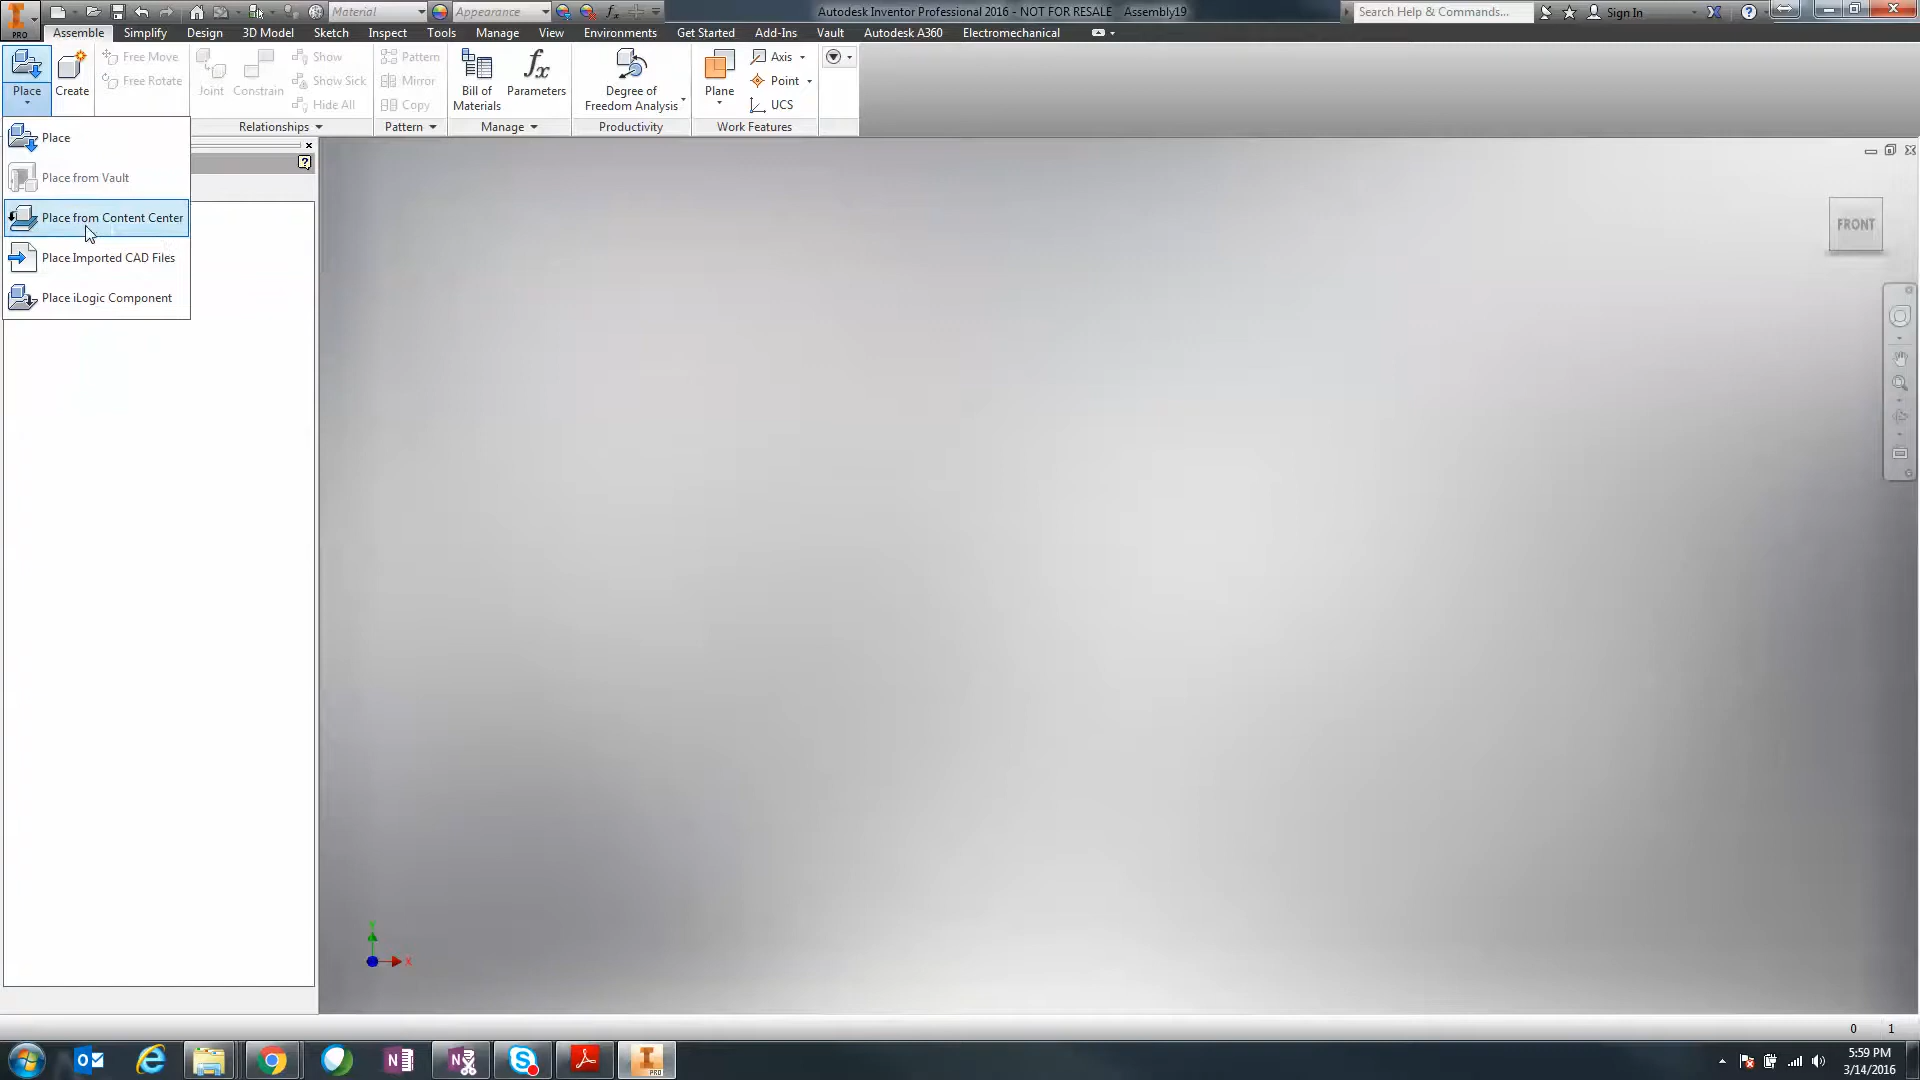 Material
Appearance
Autodesk Inventor Professional 2016 - NOT FOR RESALE Assembly19
Search Help & Commands...
Sign In
PRO
Assemble Simplify Design 3D Model Sketch Inspect Tools Manage View Environments Get Started Add-Ins Vault Autodesk A360 Electromechanical
Place
Create
Free Move
Free Rotate
Joint
Constrain
Show
Show Sick
Hide All
Relationships
Pattern
Mirror
Copy
Pattern
Bill of
Materials
fx
Parameters
Manage
Degree of
Freedom Analysis
Productivity
Plane
Axis
Point
UCS
Work Features
Place
Place from Vault
Place from Content Center
Place Imported CAD Files
Place iLogic Component
FRONT
Y
X
0 1
5:59 PM
3/14/2016